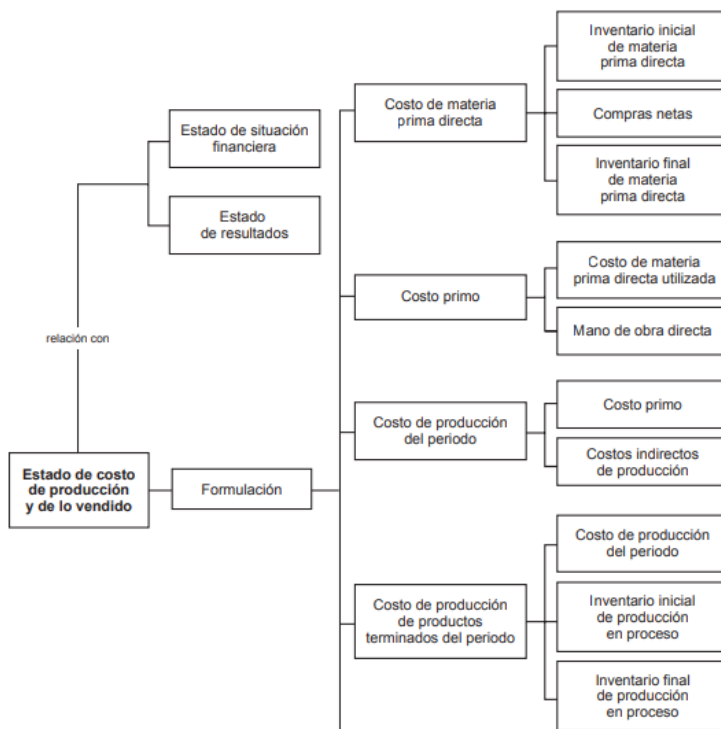 Inventario inicial
de materia
prima directa
Costo de materia
prima directa
Compras netas
Inventario final
de materia
prima directa
Estado de situación
financiera
Estado
de resultados
Costo de materia
prima directa utilizada
Costo primo
Mano de obra directa
relación con
Costo de producción
del periodo
Costo primo
Costos indirectos
de producción
Estado de costo
de producción
y de lo vendido
Formulación
Costo de producción
de productos
terminados del periodo
Costo de producción
del periodo
Inventario inicial
de producción
en proceso
Inventario final
de producción
en proceso